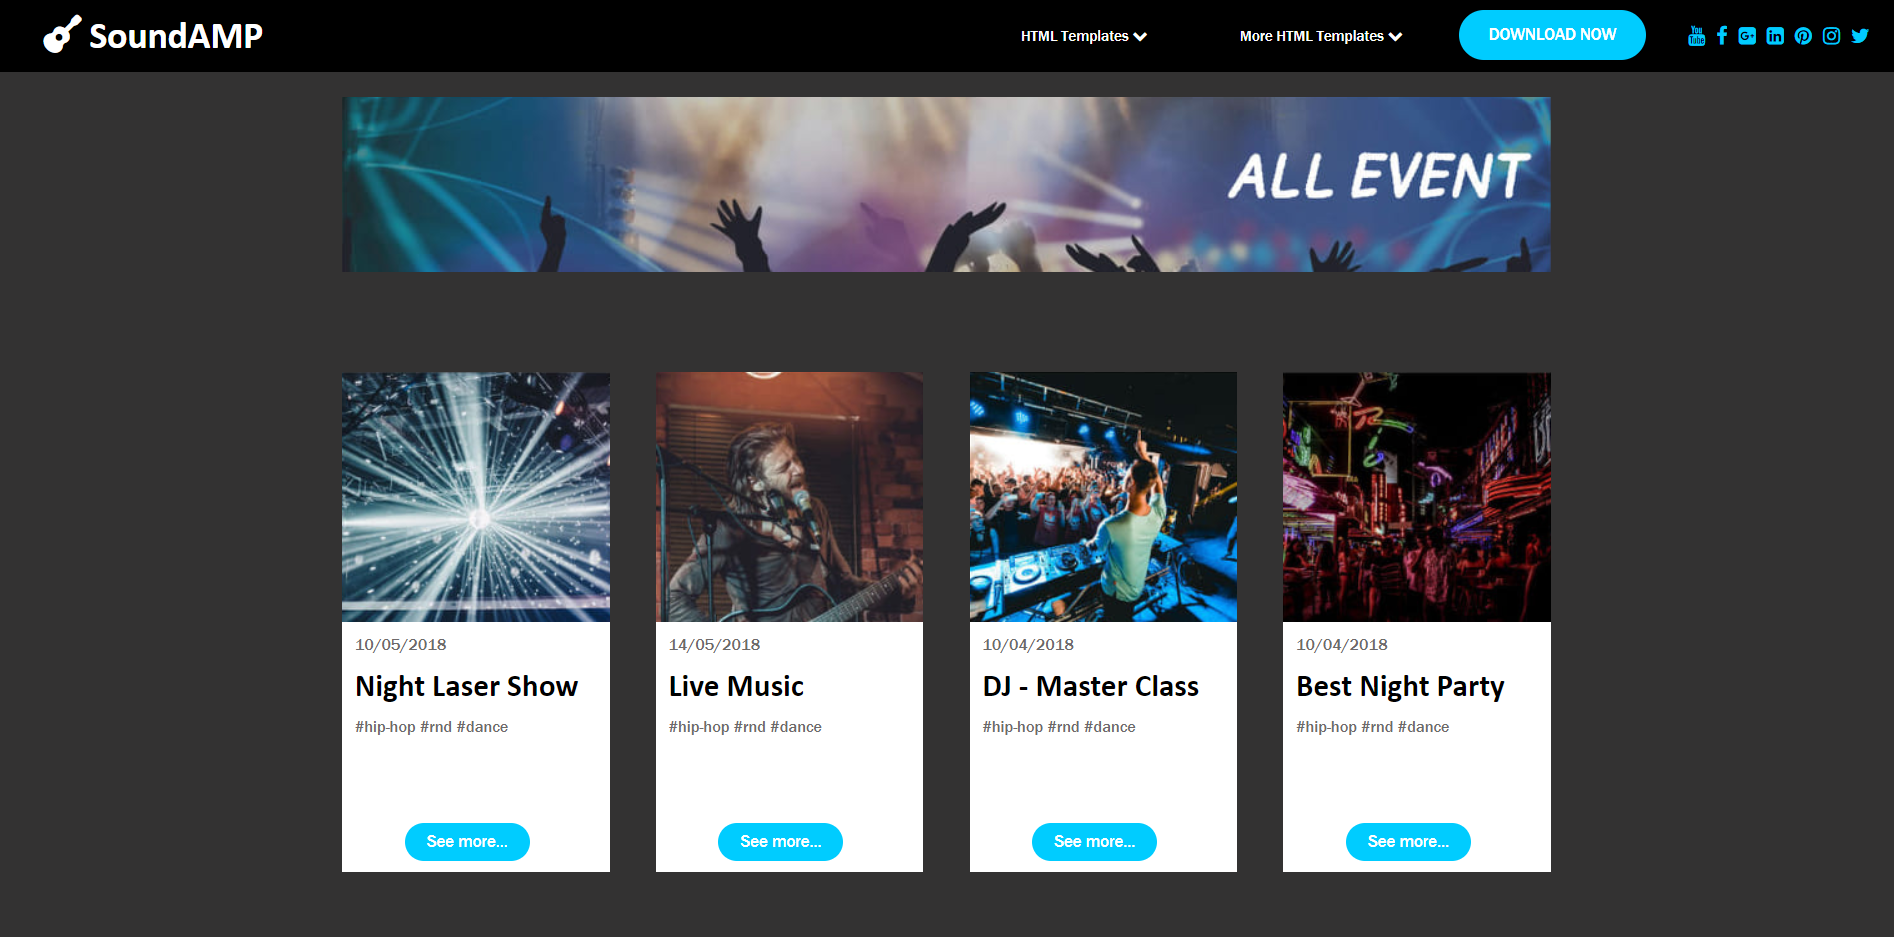 SoundAMP
HTML Templates
More HTML Templates
DOWNLOAD NOW
You
Tube
G+
in
ALL EVENT
10/05/2018
Night Laser Show
#hip-hop #rnd #dance
See more...
14/05/2018
Live Music
#hip-hop #rnd #dance
See more...
10/04/2018
DJ - Master Class
#hip-hop #rnd #dance
See more...
10/04/2018
Best Night Party
#hip-hop #rnd #dance
See more...